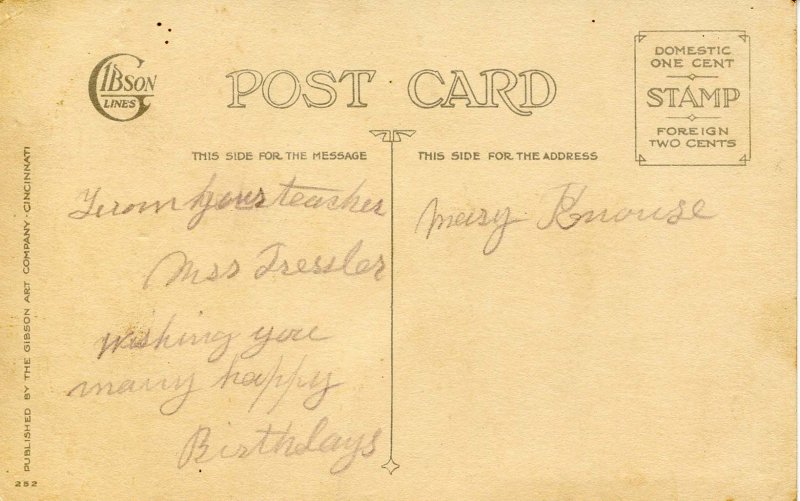 GIBSON
LINES
POST CARD
DOMESTIC
ONE CENT
STAMP
FOREIGN
TWO CENTS
THIS SIDE FOR THE MESSAGE
THIS SIDE FOR THE ADDRESS
From your teacher
Mrs Tressler
wishing you
many happy
Birthdays
Mary Knouse
PUBLISHED BY THE GIBSON ART COMPANY · CINCINNATI
252